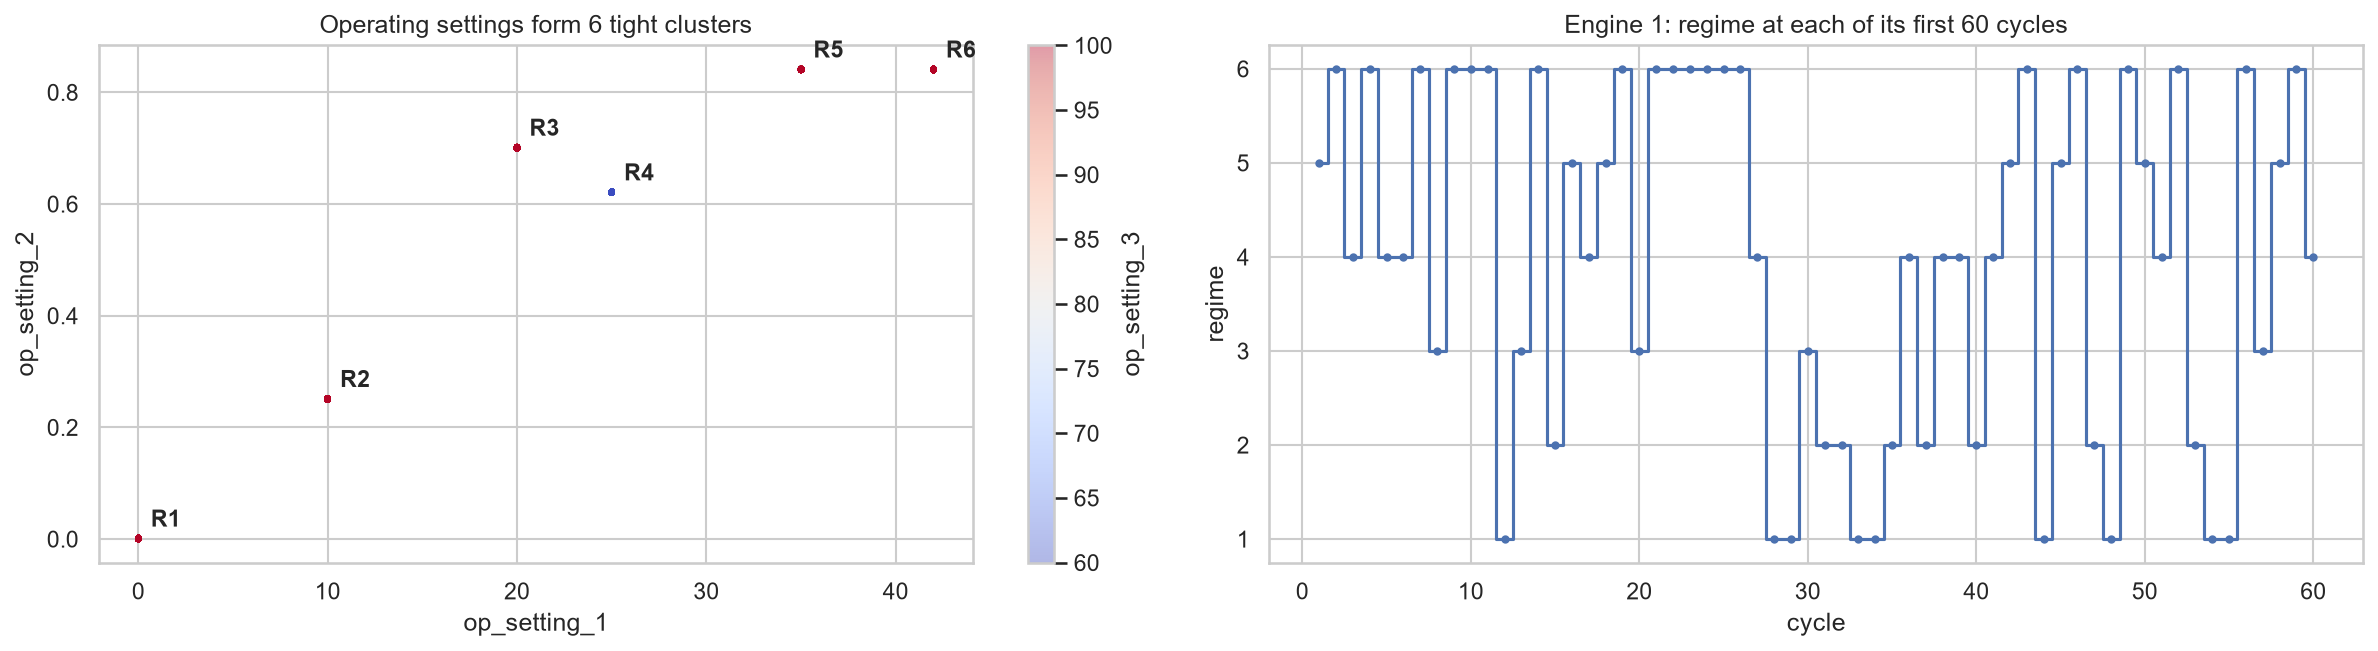 Operating settings form 6 tight clusters
op_setting_2
0.8
0.6
0.4
0.2
0.0
R5
R6
R3
R4
R2
R1
0
10
20
30
40
op_setting_1
100
95
90
85
80
75
70
65
60
op_setting_3
Engine 1: regime at each of its first 60 cycles
regime
6
5
4
3
2
1
0
10
20
30
40
50
60
cycle